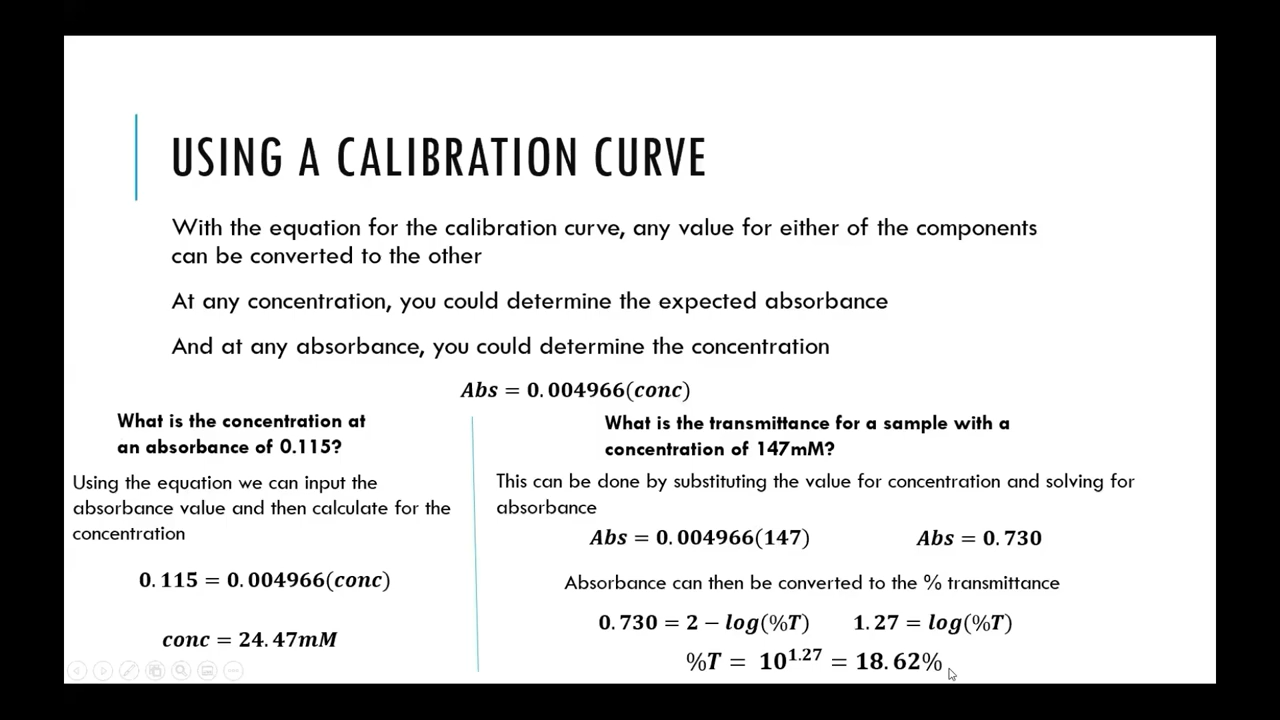 USING A CALIBRATION CURVE
With the equation for the calibration curve, any value for either of the components
can be converted to the other
At any concentration, you could determine the expected absorbance
And at any absorbance, you could determine the concentration
Abs = 0.004966(conc)
What is the concentration at
an absorbance of 0.115?
Using the equation we can input the
absorbance value and then calculate for the
concentration
0.115 = 0.004966(conc)
conc = 24.47mM
What is the transmittance for a sample with a
concentration of 147mM?
This can be done by substituting the value for concentration and solving for
absorbance
Abs = 0.004966(147) Abs = 0.730
Absorbance can then be converted to the % transmittance
0.730 = 2 − log(%T) 1.27 = log(%T)
%T = 10^1.27 = 18.62%